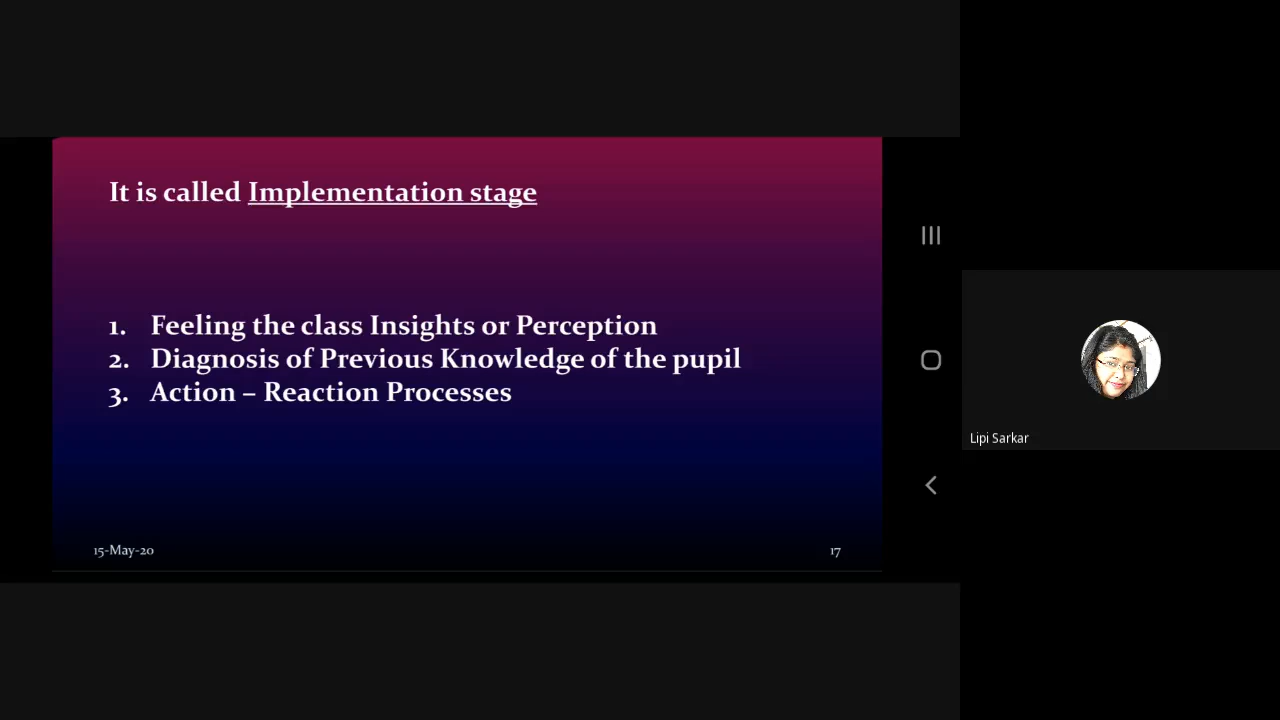 It is called Implementation stage
1. Feeling the class Insights or Perception
2. Diagnosis of Previous Knowledge of the pupil
3. Action – Reaction Processes
15-May-20
17
Lipi Sarkar